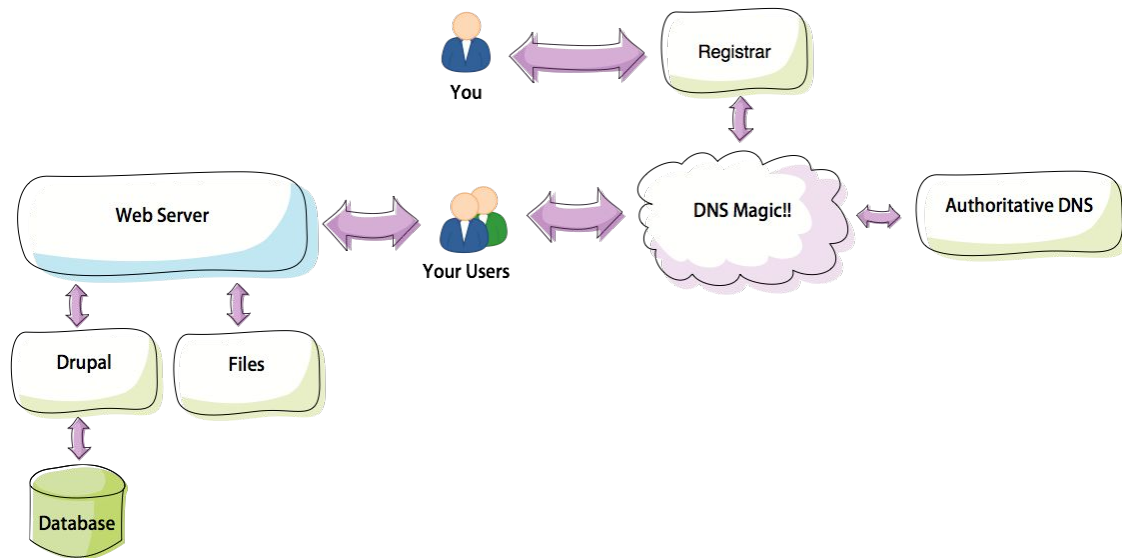 Registrar
You
Web Server
DNS Magic!!
Authoritative DNS
Your Users
Drupal
Files
Database